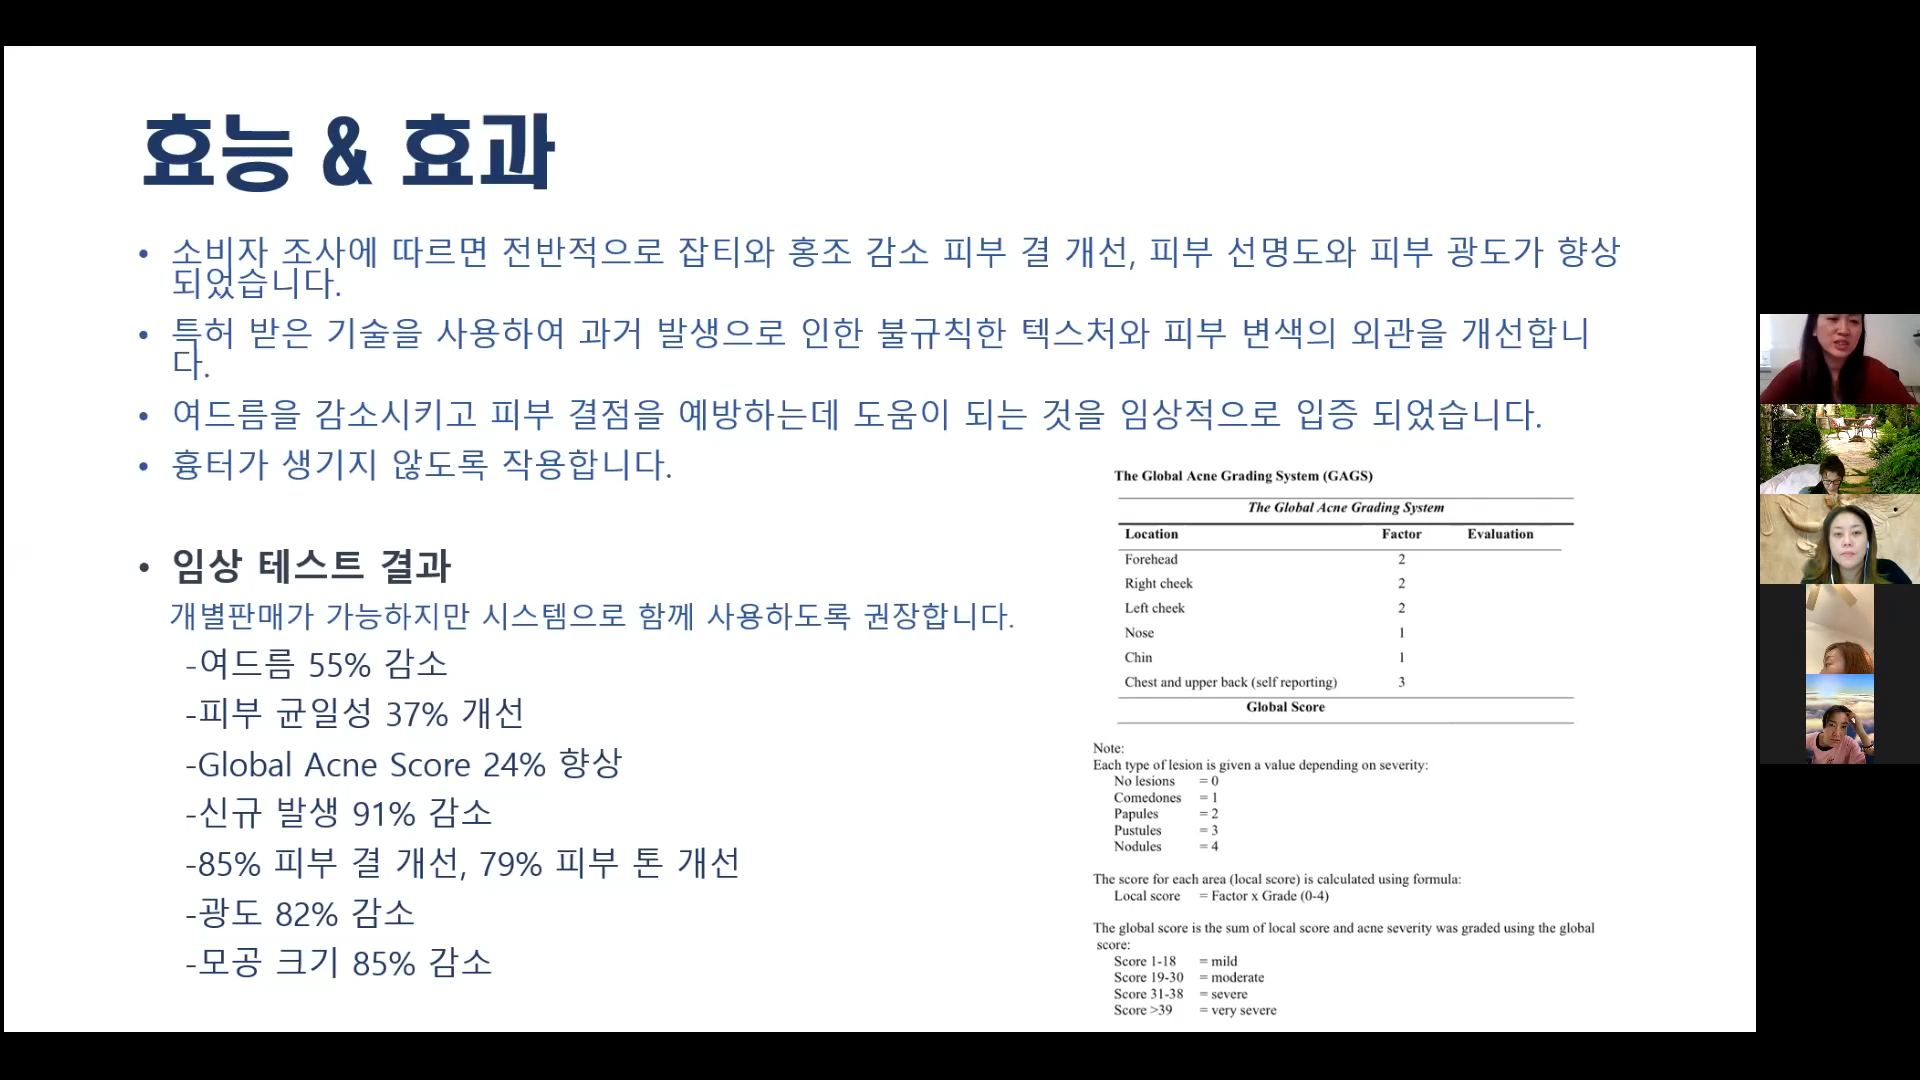 효능 & 효과
• 소비자 조사에 따르면 전반적으로 잡티와 홍조 감소 피부 결 개선, 피부 선명도와 피부 광도가 향상
되었습니다.
• 특허 받은 기술을 사용하여 과거 발생으로 인한 불규칙한 텍스처와 피부 변색의 외관을 개선합니
다.
• 여드름을 감소시키고 피부 결점을 예방하는데 도움이 되는 것을 임상적으로 입증 되었습니다.
• 흉터가 생기지 않도록 작용합니다.
• 임상 테스트 결과
개별판매가 가능하지만 시스템으로 함께 사용하도록 권장합니다.
-여드름 55% 감소
-피부 균일성 37% 개선
-Global Acne Score 24% 향상
-신규 발생 91% 감소
-85% 피부 결 개선, 79% 피부 톤 개선
-광도 82% 감소
-모공 크기 85% 감소
The Global Acne Grading System (GAGS)
The Global Acne Grading System
Location Factor Evaluation
Forehead 2
Right cheek 2
Left cheek 2
Nose 1
Chin 1
Chest and upper back (self reporting) 3
Global Score
Note:
Each type of lesion is given a value depending on severity:
No lesions = 0
Comedones = 1
Papules = 2
Pustules = 3
Nodules = 4
The score for each area (local score) is calculated using formula:
Local score = Factor x Grade (0-4)
The global score is the sum of local score and acne severity was graded using the global
score:
Score 1-18 = mild
Score 19-30 = moderate
Score 31-38 = severe
Score >39 = very severe